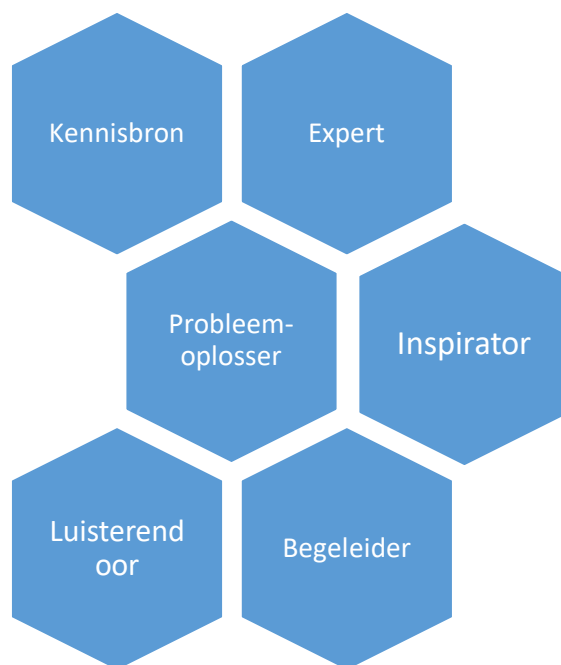 Kennisbron
Expert
Probleem-
oplosser
Inspirator
Luisterend
oor
Begeleider